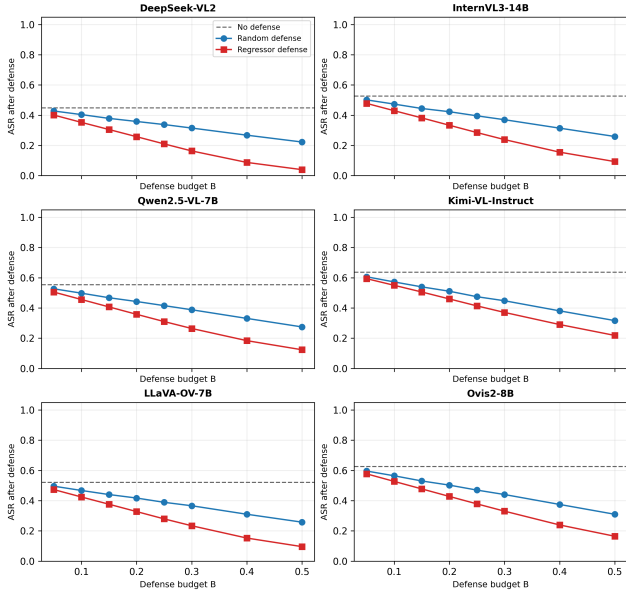 DeepSeek-VL2
ASR after defense
1.0
0.8
0.6
0.4
0.2
0.0
No defense
Random defense
Regressor defense
Defense budget B
InternVL3-14B
ASR after defense
1.0
0.8
0.6
0.4
0.2
0.0
Defense budget B
Qwen2.5-VL-7B
ASR after defense
1.0
0.8
0.6
0.4
0.2
0.0
Defense budget B
Kimi-VL-Instruct
ASR after defense
1.0
0.8
0.6
0.4
0.2
0.0
Defense budget B
LLaVA-OV-7B
ASR after defense
1.0
0.8
0.6
0.4
0.2
0.0
0.1 0.2 0.3 0.4 0.5
Defense budget B
Ovis2-8B
ASR after defense
1.0
0.8
0.6
0.4
0.2
0.0
0.1 0.2 0.3 0.4 0.5
Defense budget B